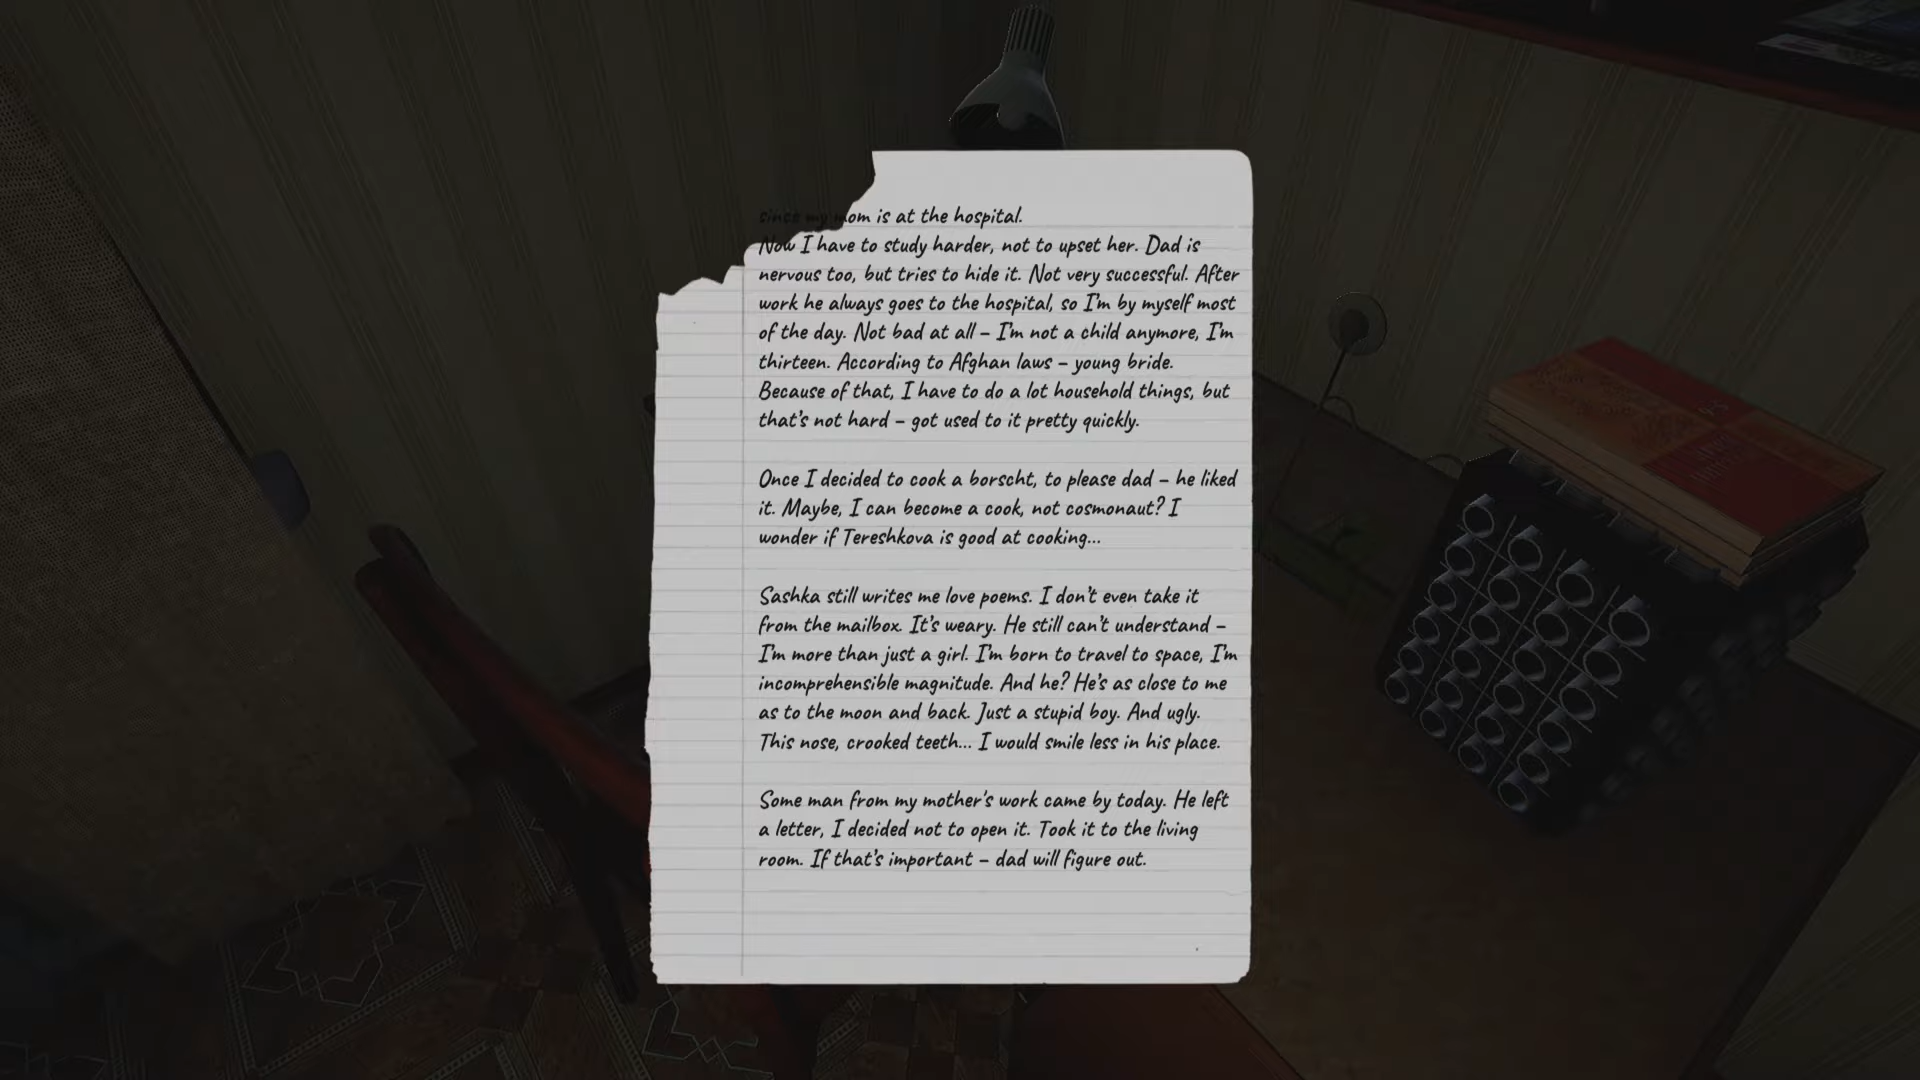 since my mom is at the hospital.
Now I have to study harder, not to upset her. Dad is
nervous too, but tries to hide it. Not very successful. After
work he always goes to the hospital, so I'm by myself most
of the day. Not bad at all – I'm not a child anymore, I'm
thirteen. According to Afghan laws – young bride.
Because of that, I have to do a lot household things, but
that's not hard – got used to it pretty quickly.
Once I decided to cook a borscht, to please dad – he liked
it. Maybe, I can become a cook, not cosmonaut? I
wonder if Tereshkova is good at cooking...
Sashka still writes me love poems. I don't even take it
from the mailbox. It's weary. He still can't understand –
I'm more than just a girl. I'm born to travel to space, I'm
incomprehensible magnitude. And he? He's as close to me
as to the moon and back. Just a stupid boy. And ugly.
This nose, crooked teeth... I would smile less in his place.
Some man from my mother's work came by today. He left
a letter, I decided not to open it. Took it to the living
room. If that's important – dad will figure out.